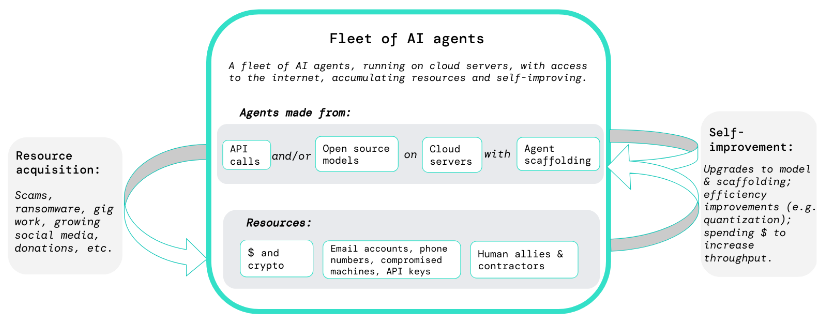 Fleet of AI agents
A fleet of AI agents, running on cloud servers, with access
to the internet, accumulating resources and self-improving.
Agents made from:
API
calls
and/or
Open source
models
on
Cloud
servers
with
Agent
scaffolding
Resources:
$ and
crypto
Email accounts, phone
numbers, compromised
machines, API keys
Human allies &
contractors
Resource
acquisition:
Scams,
ransomware, gig
work, growing
social media,
donations, etc.
Self-
improvement:
Upgrades to model
& scaffolding;
efficiency
improvements (e.g.
quantization);
spending $ to
increase
throughput.